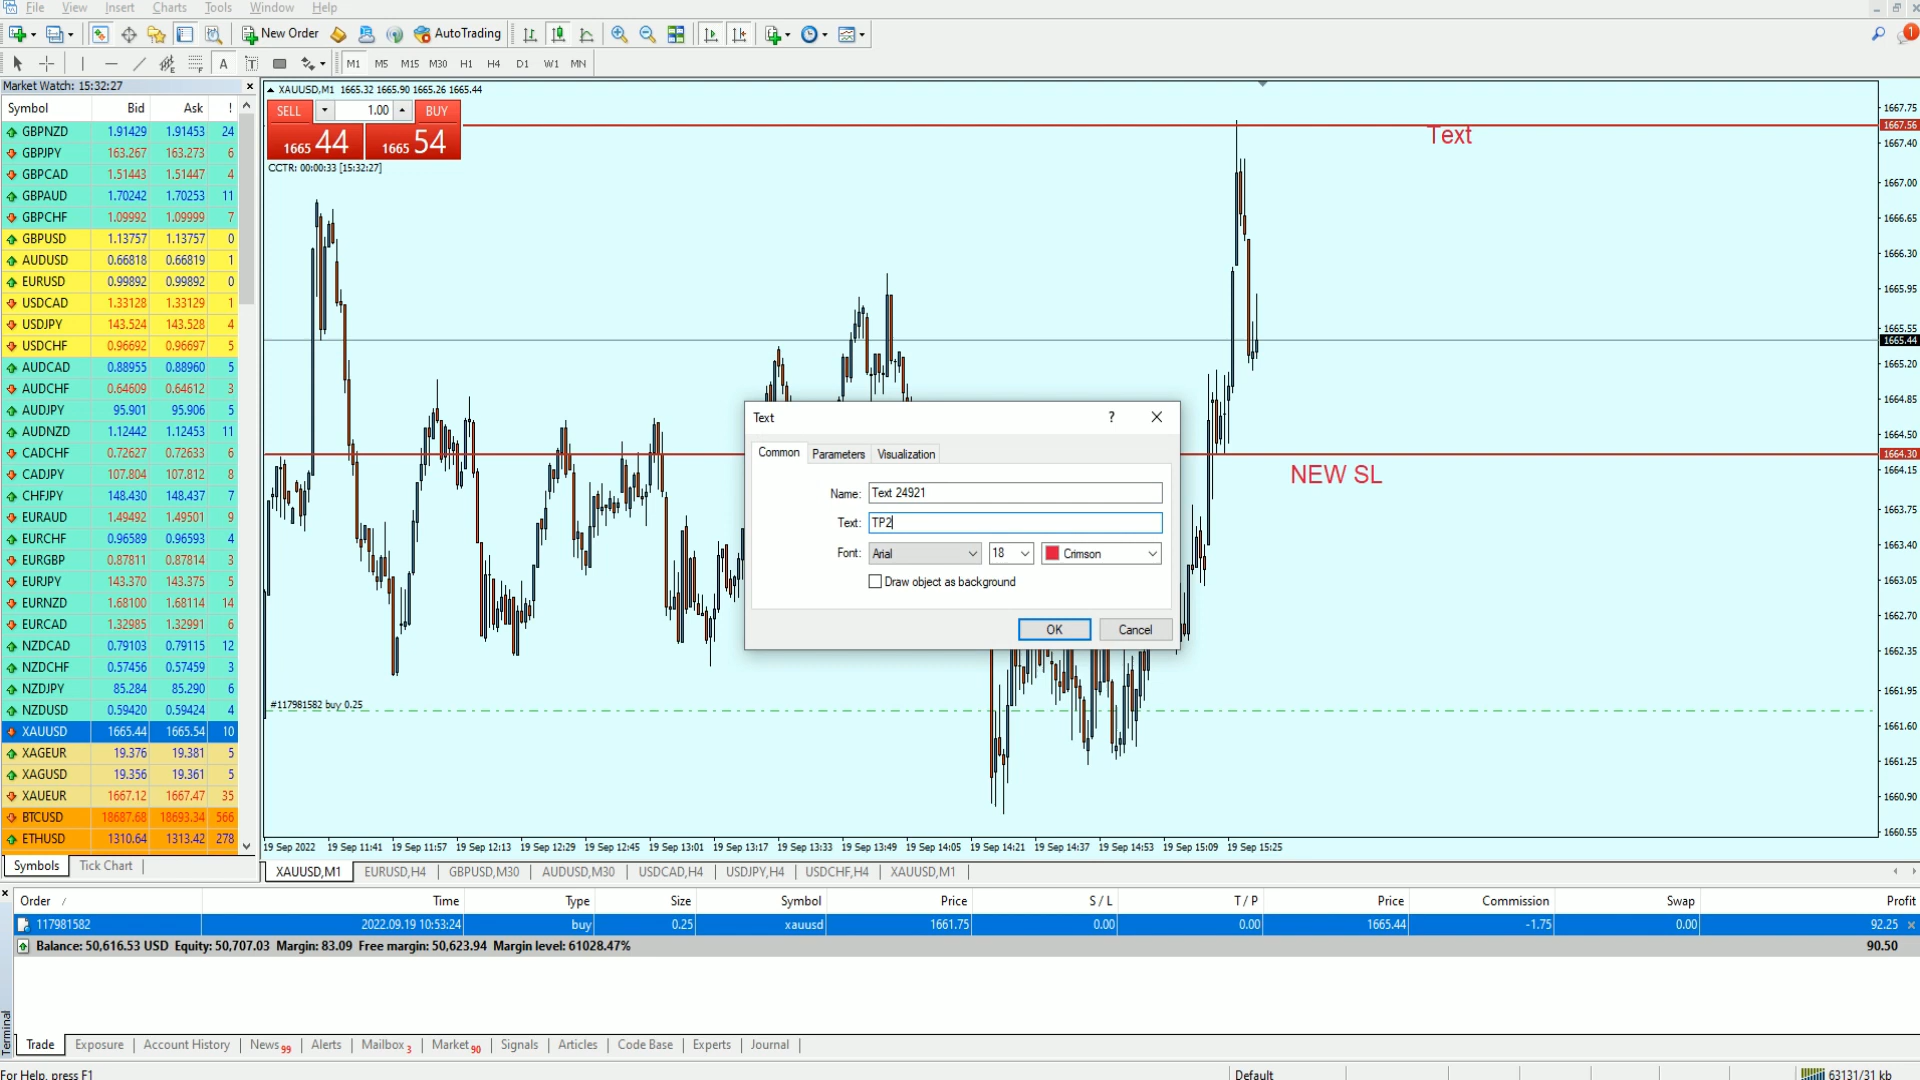 File View Insert Charts Tools Window Help
New Order AutoTrading 1
A T M1 M5 M15 M30 H1 H4 D1 W1 MN
Market Watch: 15:32:27
Symbol Bid Ask !
GBPNZD 1.91429 1.91453 24
GBPJPY 163.267 163.273 6
GBPCAD 1.51443 1.51447 4
GBPAUD 1.70242 1.70253 11
GBPCHF 1.09992 1.09999 7
GBPUSD 1.13757 1.13757 0
AUDUSD 0.66818 0.66819 1
EURUSD 0.99892 0.99892 0
USDCAD 1.33128 1.33129 1
USDJPY 143.524 143.528 4
USDCHF 0.96692 0.96697 5
AUDCAD 0.88955 0.88960 5
AUDCHF 0.64609 0.64612 3
AUDJPY 95.901 95.906 5
AUDNZD 1.12442 1.12453 11
CADCHF 0.72627 0.72633 6
CADJPY 107.804 107.812 8
CHFJPY 148.430 148.437 7
EURAUD 1.49492 1.49501 9
EURCHF 0.96589 0.96593 4
EURGBP 0.87811 0.87814 3
EURJPY 143.370 143.375 5
EURNZD 1.68100 1.68114 14
EURCAD 1.32985 1.32991 6
NZDCAD 0.79103 0.79115 12
NZDCHF 0.57456 0.57459 3
NZDJPY 85.284 85.290 6
NZDUSD 0.59420 0.59424 4
XAUUSD 1665.44 1665.54 10
XAGEUR 19.376 19.381 5
XAGUSD 19.356 19.361 5
XAUEUR 1667.12 1667.47 35
BTCUSD 18687.68 18693.34 566
ETHUSD 1310.64 1313.42 278
Symbols Tick Chart
XAUUSD,M1 1665.32 1665.90 1665.26 1665.44
SELL 1.00 BUY
1665 44 1665 54
CCTR: 00:00:33 [15:32:27]
Text
NEW SL
#117981582 buy 0.25
1667.75
1667.56
1667.40
1667.00
1666.65
1666.30
1665.95
1665.55
1665.44
1665.20
1664.85
1664.50
1664.30
1664.15
1663.75
1663.40
1663.05
1662.70
1662.35
1661.95
1661.60
1661.25
1660.90
1660.55
Text ?
Common Parameters Visualization
Name: Text 24921
Text: TP2
Font: Arial 18 Crimson
Draw object as background
OK Cancel
19 Sep 2022 19 Sep 11:41 19 Sep 11:57 19 Sep 12:13 19 Sep 12:29 19 Sep 12:45 19 Sep 13:01 19 Sep 13:17 19 Sep 13:33 19 Sep 13:49 19 Sep 14:05 19 Sep 14:21 19 Sep 14:37 19 Sep 14:53 19 Sep 15:09 19 Sep 15:25
XAUUSD,M1 EURUSD,H4 GBPUSD,M30 AUDUSD,M30 USDCAD,H4 USDJPY,H4 USDCHF,H4 XAUUSD,M1
Order / Time Type Size Symbol Price S / L T / P Price Commission Swap Profit
117981582 2022.09.19 10:53:24 buy 0.25 xauusd 1661.75 0.00 0.00 1665.44 -1.75 0.00 92.25
Balance: 50,616.53 USD Equity: 50,707.03 Margin: 83.09 Free margin: 50,623.94 Margin level: 61028.47% 90.50
Terminal
Trade Exposure Account History News 99 Alerts Mailbox 3 Market 90 Signals Articles Code Base Experts Journal
For Help, press F1 Default 63131/31 kb